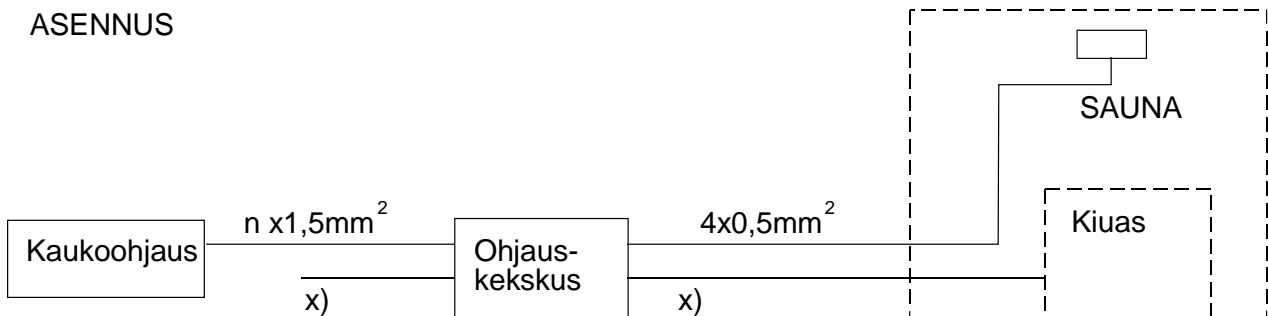 ASENNUS
SAUNA
n x1,5mm²
4x0,5mm²
Kaukoohjaus
Ohjaus-
kekskus
Kiuas
x)
x)